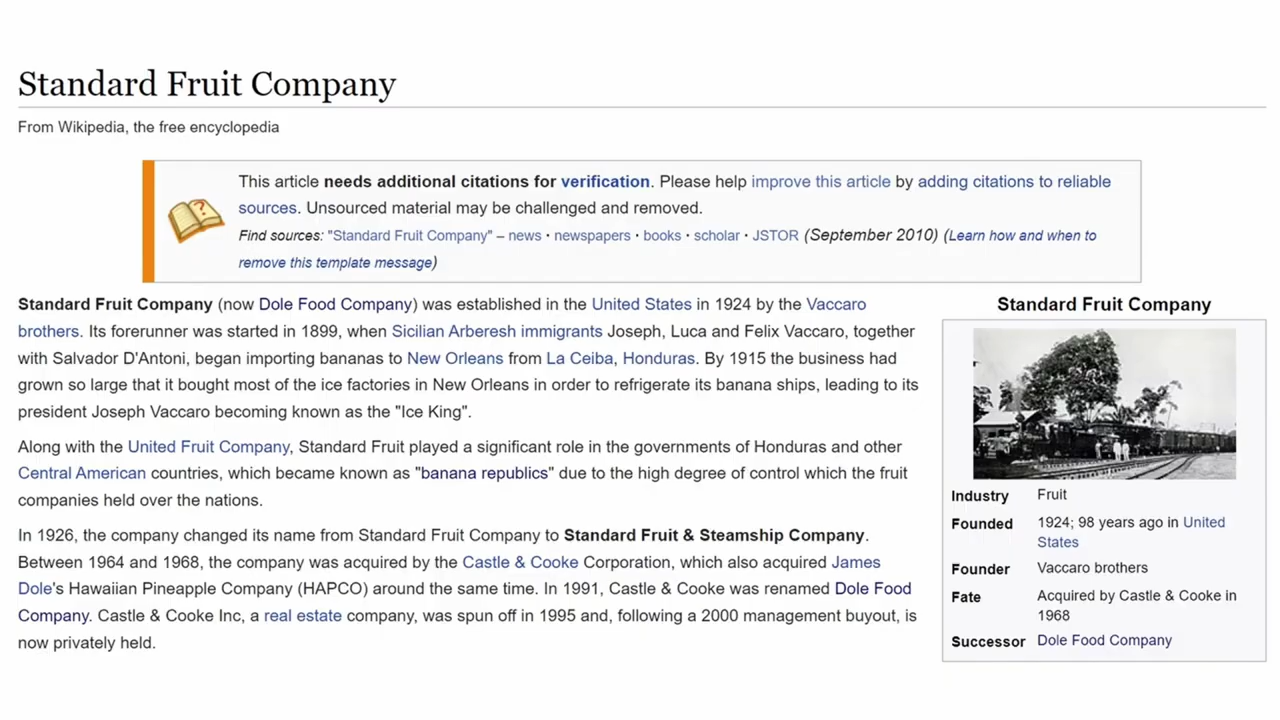 Standard Fruit Company
From Wikipedia, the free encyclopedia
This article needs additional citations for verification. Please help improve this article by adding citations to reliable
sources. Unsourced material may be challenged and removed.
Find sources: "Standard Fruit Company" – news · newspapers · books · scholar · JSTOR (September 2010) (Learn how and when to
remove this template message)
Standard Fruit Company (now Dole Food Company) was established in the United States in 1924 by the Vaccaro
brothers. Its forerunner was started in 1899, when Sicilian Arberesh immigrants Joseph, Luca and Felix Vaccaro, together
with Salvador D'Antoni, began importing bananas to New Orleans from La Ceiba, Honduras. By 1915 the business had
grown so large that it bought most of the ice factories in New Orleans in order to refrigerate its banana ships, leading to its
president Joseph Vaccaro becoming known as the "Ice King".
Along with the United Fruit Company, Standard Fruit played a significant role in the governments of Honduras and other
Central American countries, which became known as "banana republics" due to the high degree of control which the fruit
companies held over the nations.
In 1926, the company changed its name from Standard Fruit Company to Standard Fruit & Steamship Company.
Between 1964 and 1968, the company was acquired by the Castle & Cooke Corporation, which also acquired James
Dole's Hawaiian Pineapple Company (HAPCO) around the same time. In 1991, Castle & Cooke was renamed Dole Food
Company. Castle & Cooke Inc, a real estate company, was spun off in 1995 and, following a 2000 management buyout, is
now privately held.
Standard Fruit Company
Industry Fruit
Founded 1924; 98 years ago in United
States
Founder Vaccaro brothers
Fate Acquired by Castle & Cooke in
1968
Successor Dole Food Company